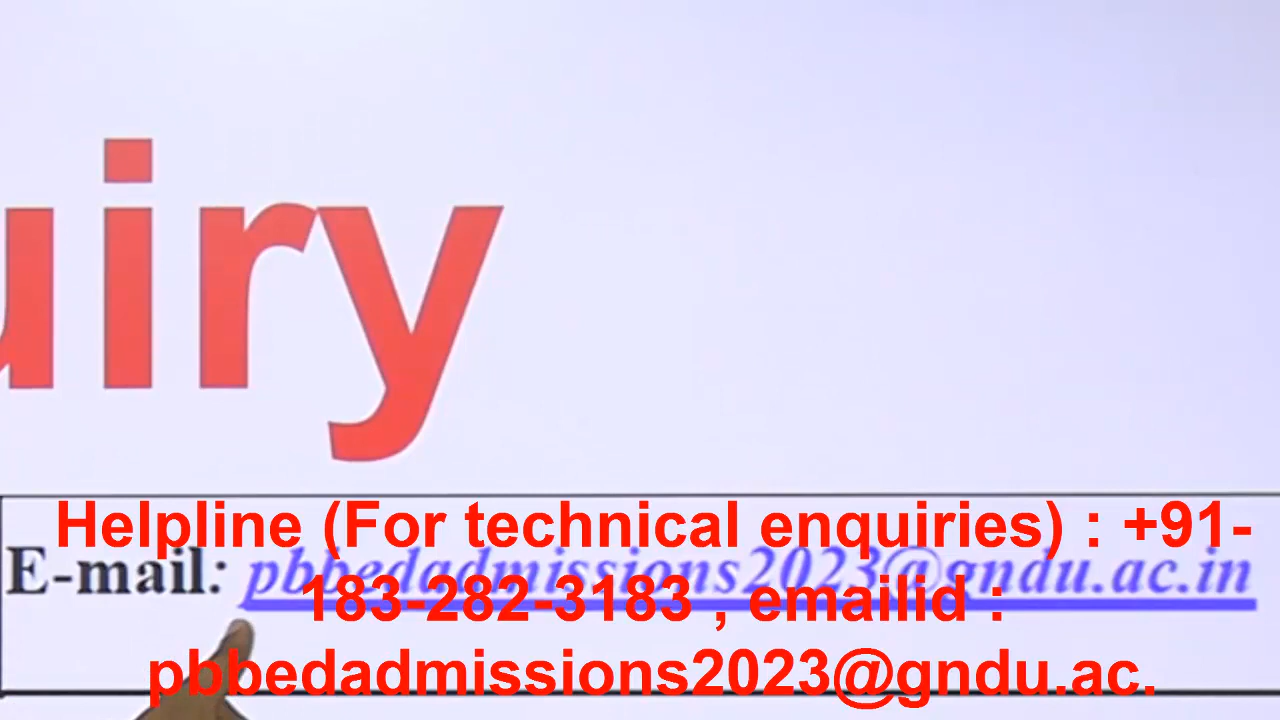 uiry
Helpline (For technical enquiries) : +91-
E-mail: pbbedadmissions2023@gndu.ac.in
183-282-3183 , emailid :
pbbedadmissions2023@gndu.ac.